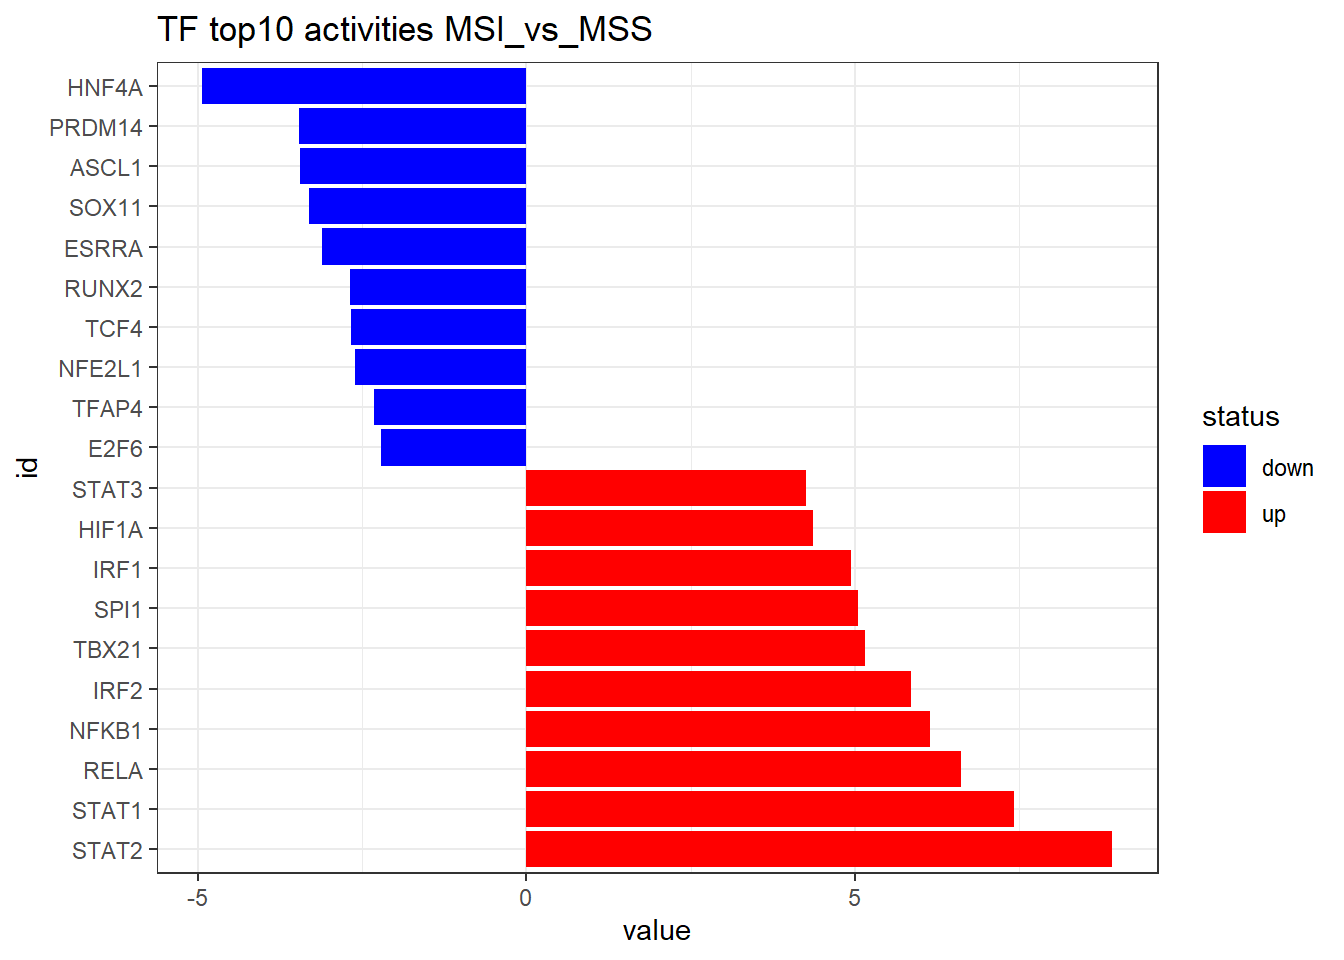 TF top10 activities MSI_vs_MSS
HNF4A
PRDM14
ASCL1
SOX11
ESRRA
RUNX2
TCF4
NFE2L1
TFAP4
E2F6
STAT3
HIF1A
IRF1
SPI1
TBX21
IRF2
NFKB1
RELA
STAT1
STAT2
id
-5 0 5
value
status
down
up